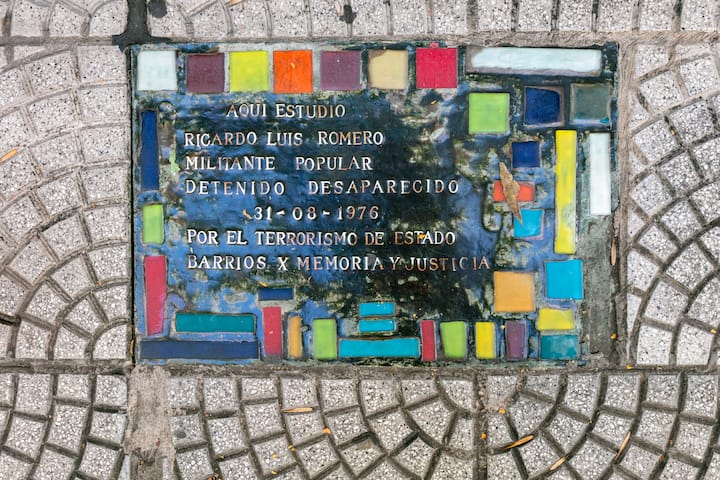 AQUI ESTUDIO
RICARDO LUIS ROMERO
MILITANTE POPULAR
DETENIDO DESAPARECIDO
31-08-1976
POR EL TERRORISMO DE ESTADO
BARRIOS X MEMORIA Y JUSTICIA